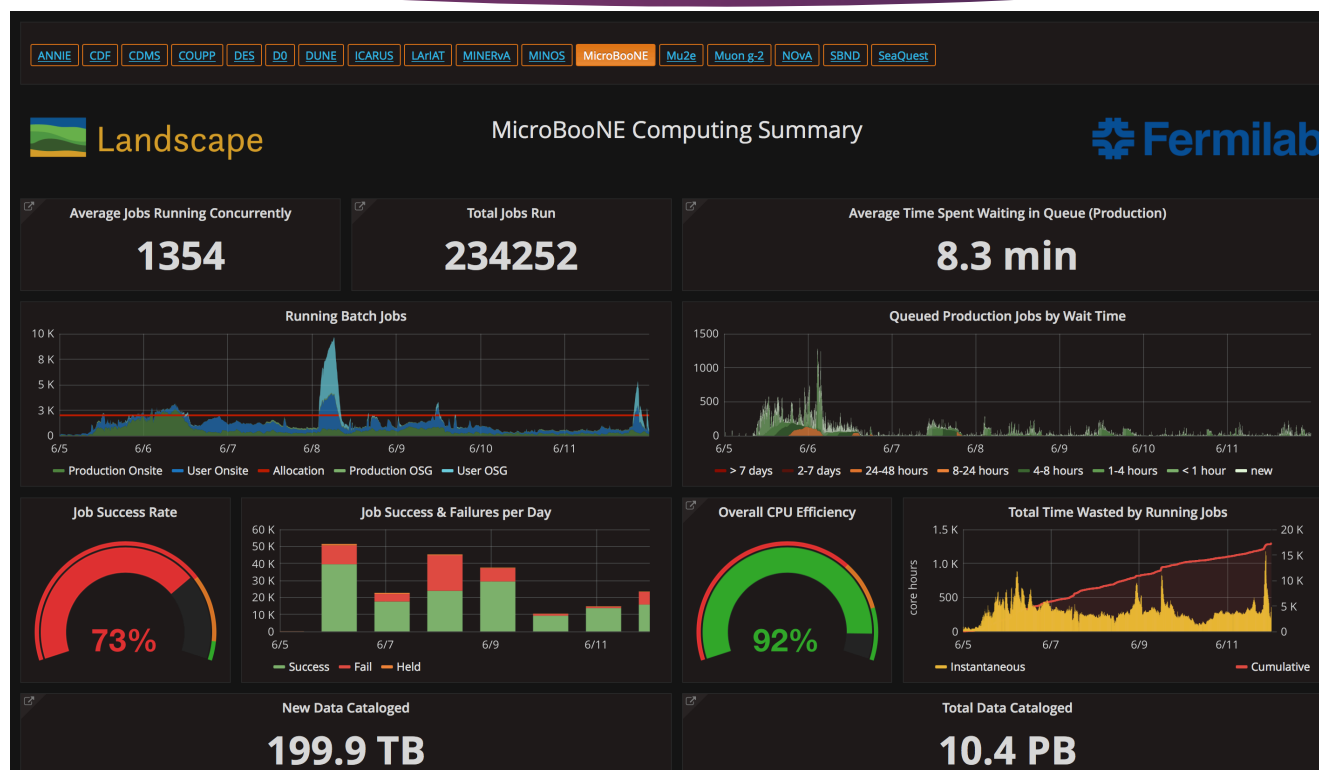 ANNIE CDF CDMS COUPP DES D0 DUNE ICARUS LArIAT MINERvA MINOS MicroBooNE Mu2e Muon g-2 NOvA SBND SeaQuest
Landscape
MicroBooNE Computing Summary
Fermilab
Average Jobs Running Concurrently
1354
Total Jobs Run
234252
Average Time Spent Waiting in Queue (Production)
8.3 min
Running Batch Jobs
10 K
8 K
5 K
3 K
0
6/5 6/6 6/7 6/8 6/9 6/10 6/11
Production Onsite User Onsite Allocation Production OSG User OSG
Queued Production Jobs by Wait Time
1500
1000
500
0
6/5 6/6 6/7 6/8 6/9 6/10 6/11
> 7 days 2-7 days 24-48 hours 8-24 hours 4-8 hours 1-4 hours < 1 hour new
Job Success Rate
73%
Job Success & Failures per Day
60 K
50 K
40 K
30 K
20 K
10 K
0
6/5 6/7 6/9 6/11
Success Fail Held
Overall CPU Efficiency
92%
Total Time Wasted by Running Jobs
core hours
1.5 K 20 K
15 K
1.0 K
10 K
500
5 K
0 0
6/5 6/7 6/9 6/11
Instantaneous Cumulative
New Data Cataloged
199.9 TB
Total Data Cataloged
10.4 PB